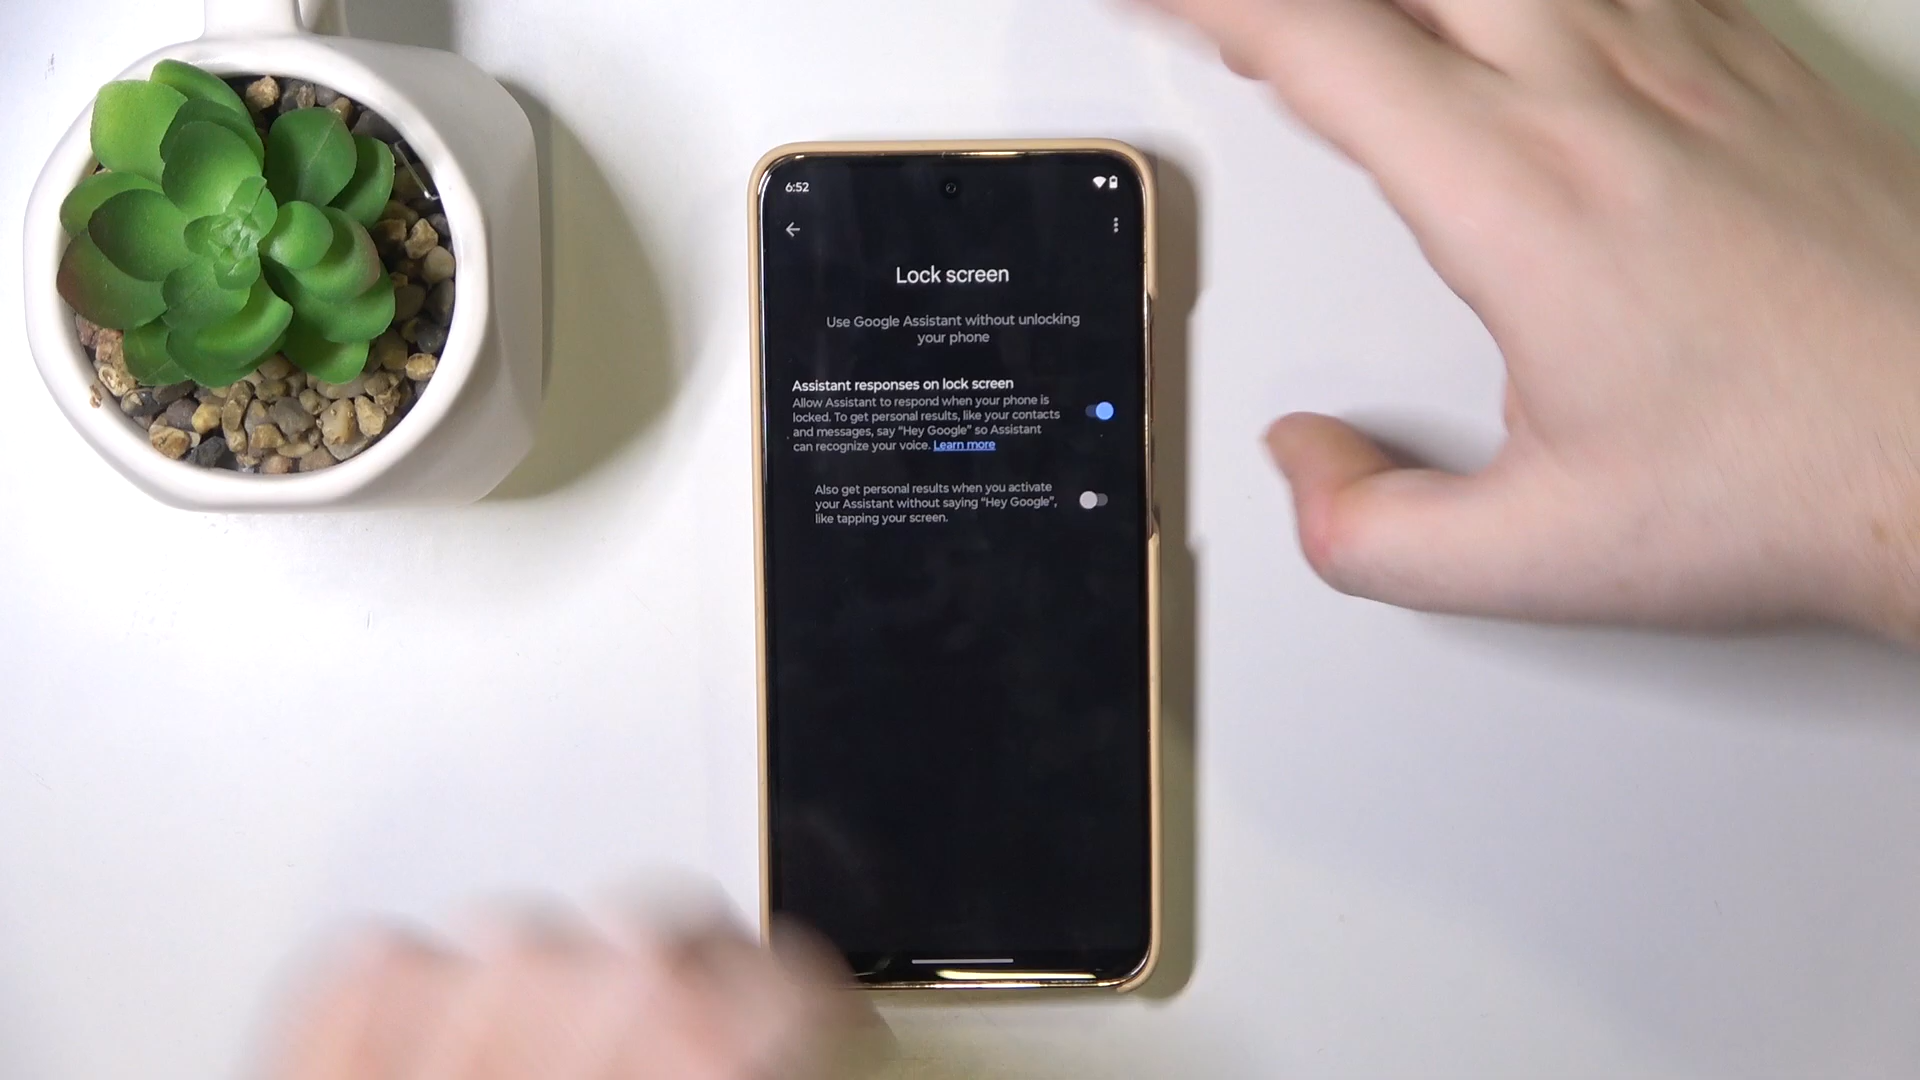 6:52
Lock screen
Use Google Assistant without unlocking
your phone
Assistant responses on lock screen
Allow Assistant to respond when your phone is
locked. To get personal results, like your contacts
and messages, say “Hey Google” so Assistant
can recognize your voice. Learn more
Also get personal results when you activate
your Assistant without saying “Hey Google”,
like tapping your screen.